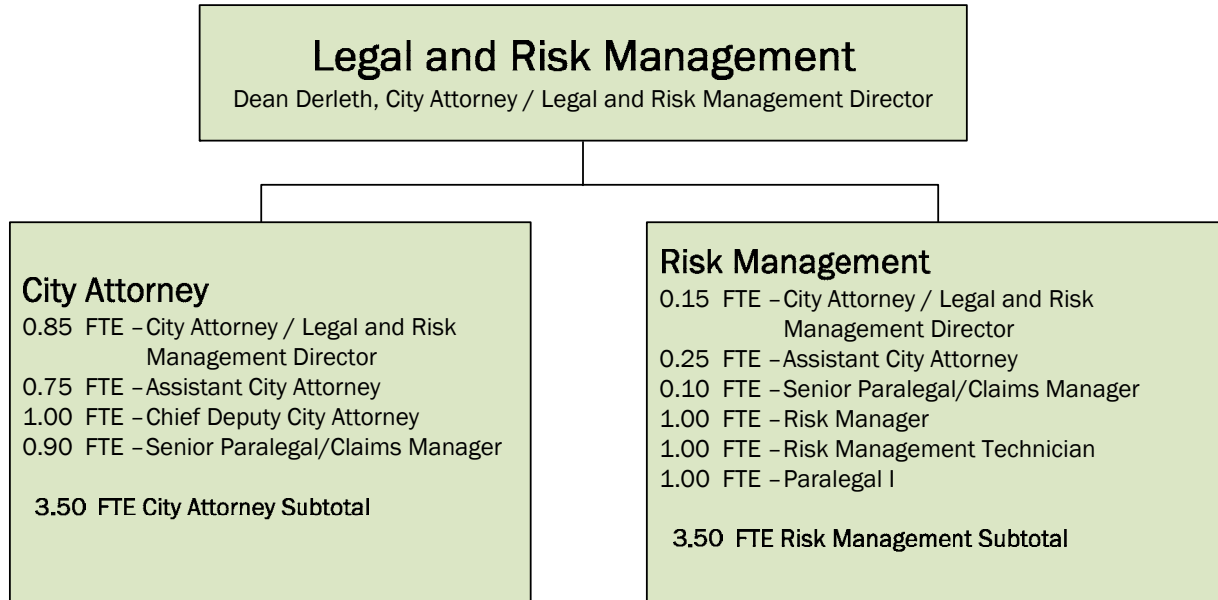 Legal and Risk Management
Dean Derleth, City Attorney / Legal and Risk Management Director
City Attorney
0.85 FTE – City Attorney / Legal and Risk
Management Director
0.75 FTE – Assistant City Attorney
1.00 FTE – Chief Deputy City Attorney
0.90 FTE – Senior Paralegal/Claims Manager
3.50 FTE City Attorney Subtotal
Risk Management
0.15 FTE – City Attorney / Legal and Risk
Management Director
0.25 FTE – Assistant City Attorney
0.10 FTE – Senior Paralegal/Claims Manager
1.00 FTE – Risk Manager
1.00 FTE – Risk Management Technician
1.00 FTE – Paralegal I
3.50 FTE Risk Management Subtotal